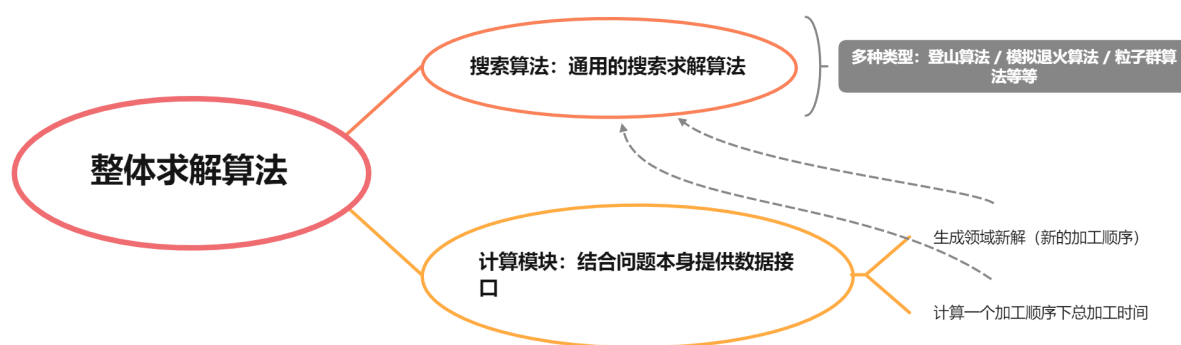 整体求解算法
搜索算法：通用的搜索求解算法
多种类型：登山算法 / 模拟退火算法 / 粒子群算
法等等
计算模块：结合问题本身提供数据接
口
生成领域新解（新的加工顺序）
计算一个加工顺序下总加工时间